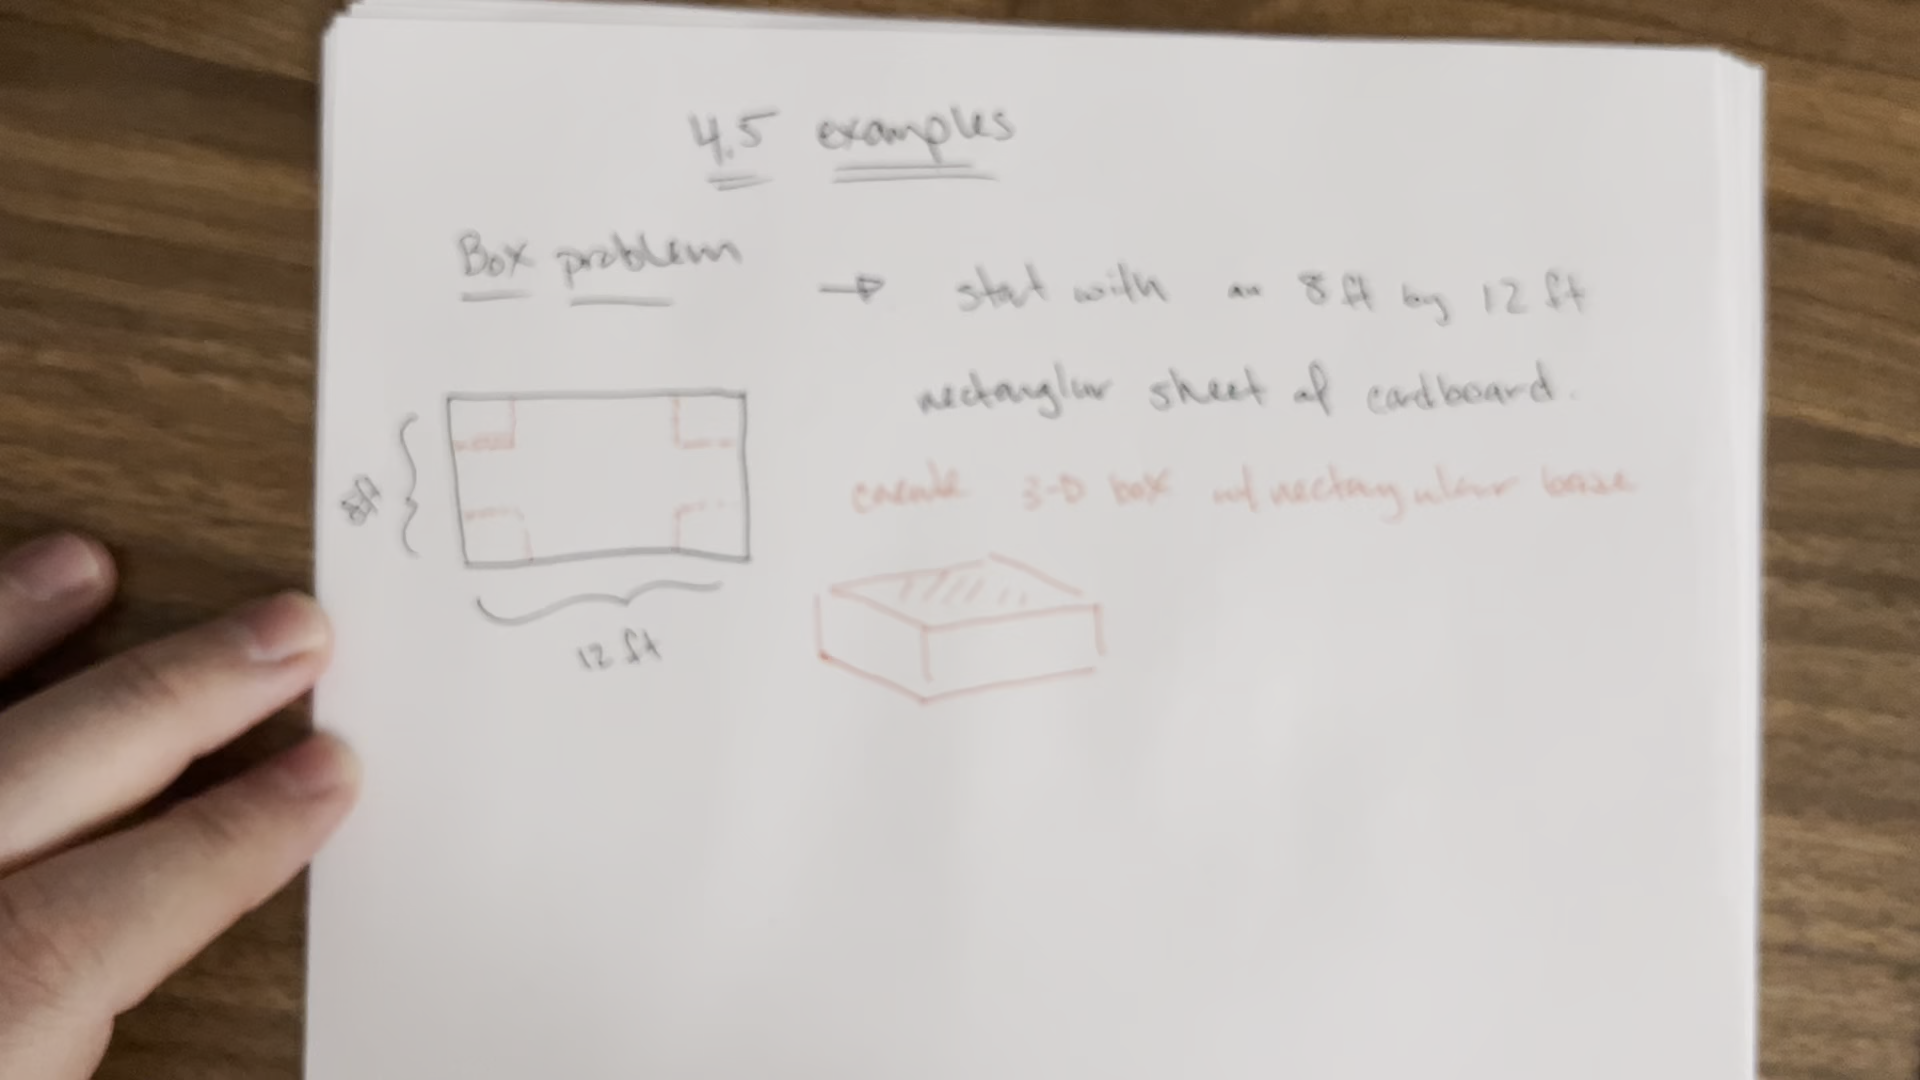 4.5 examples
Box problem
→ start with an 8 ft by 12 ft
rectanglur sheet of cardboard.
create 3-D box w/ rectangular base
8ft
12 ft